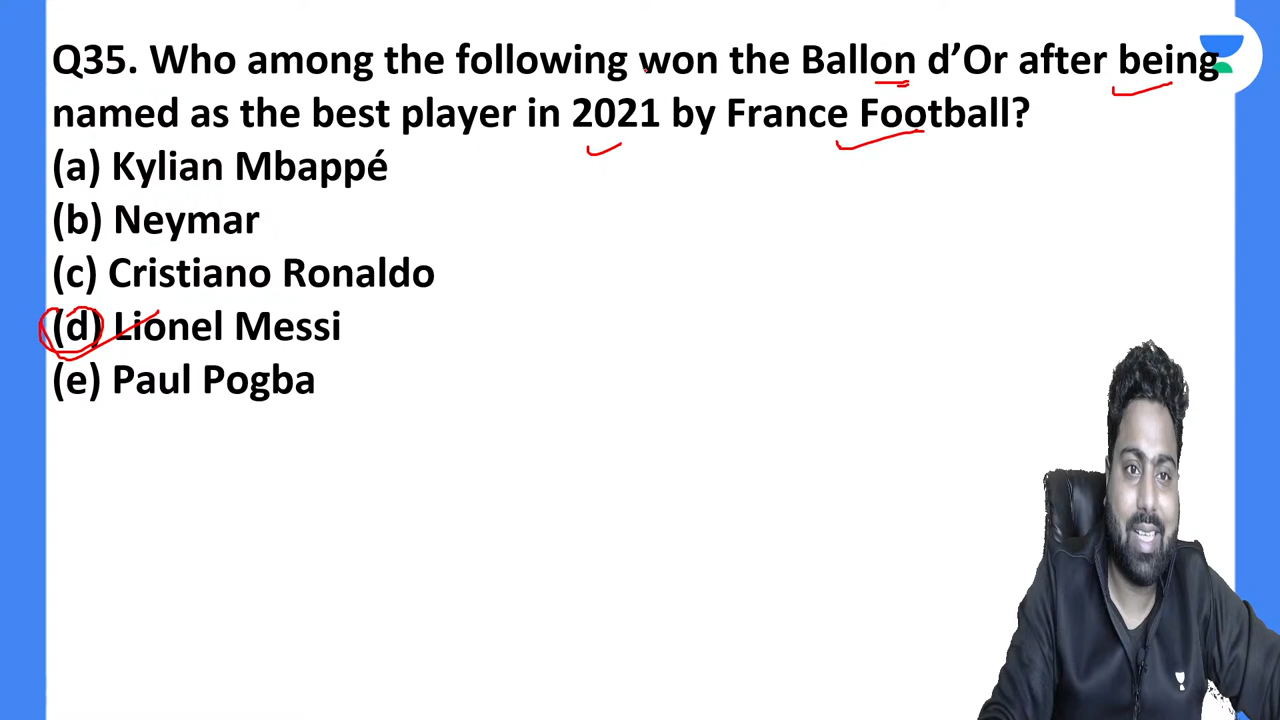 Q35. Who among the following won the Ballon d’Or after being
named as the best player in 2021 by France Football?
(a) Kylian Mbappé
(b) Neymar
(c) Cristiano Ronaldo
(d) Lionel Messi
(e) Paul Pogba